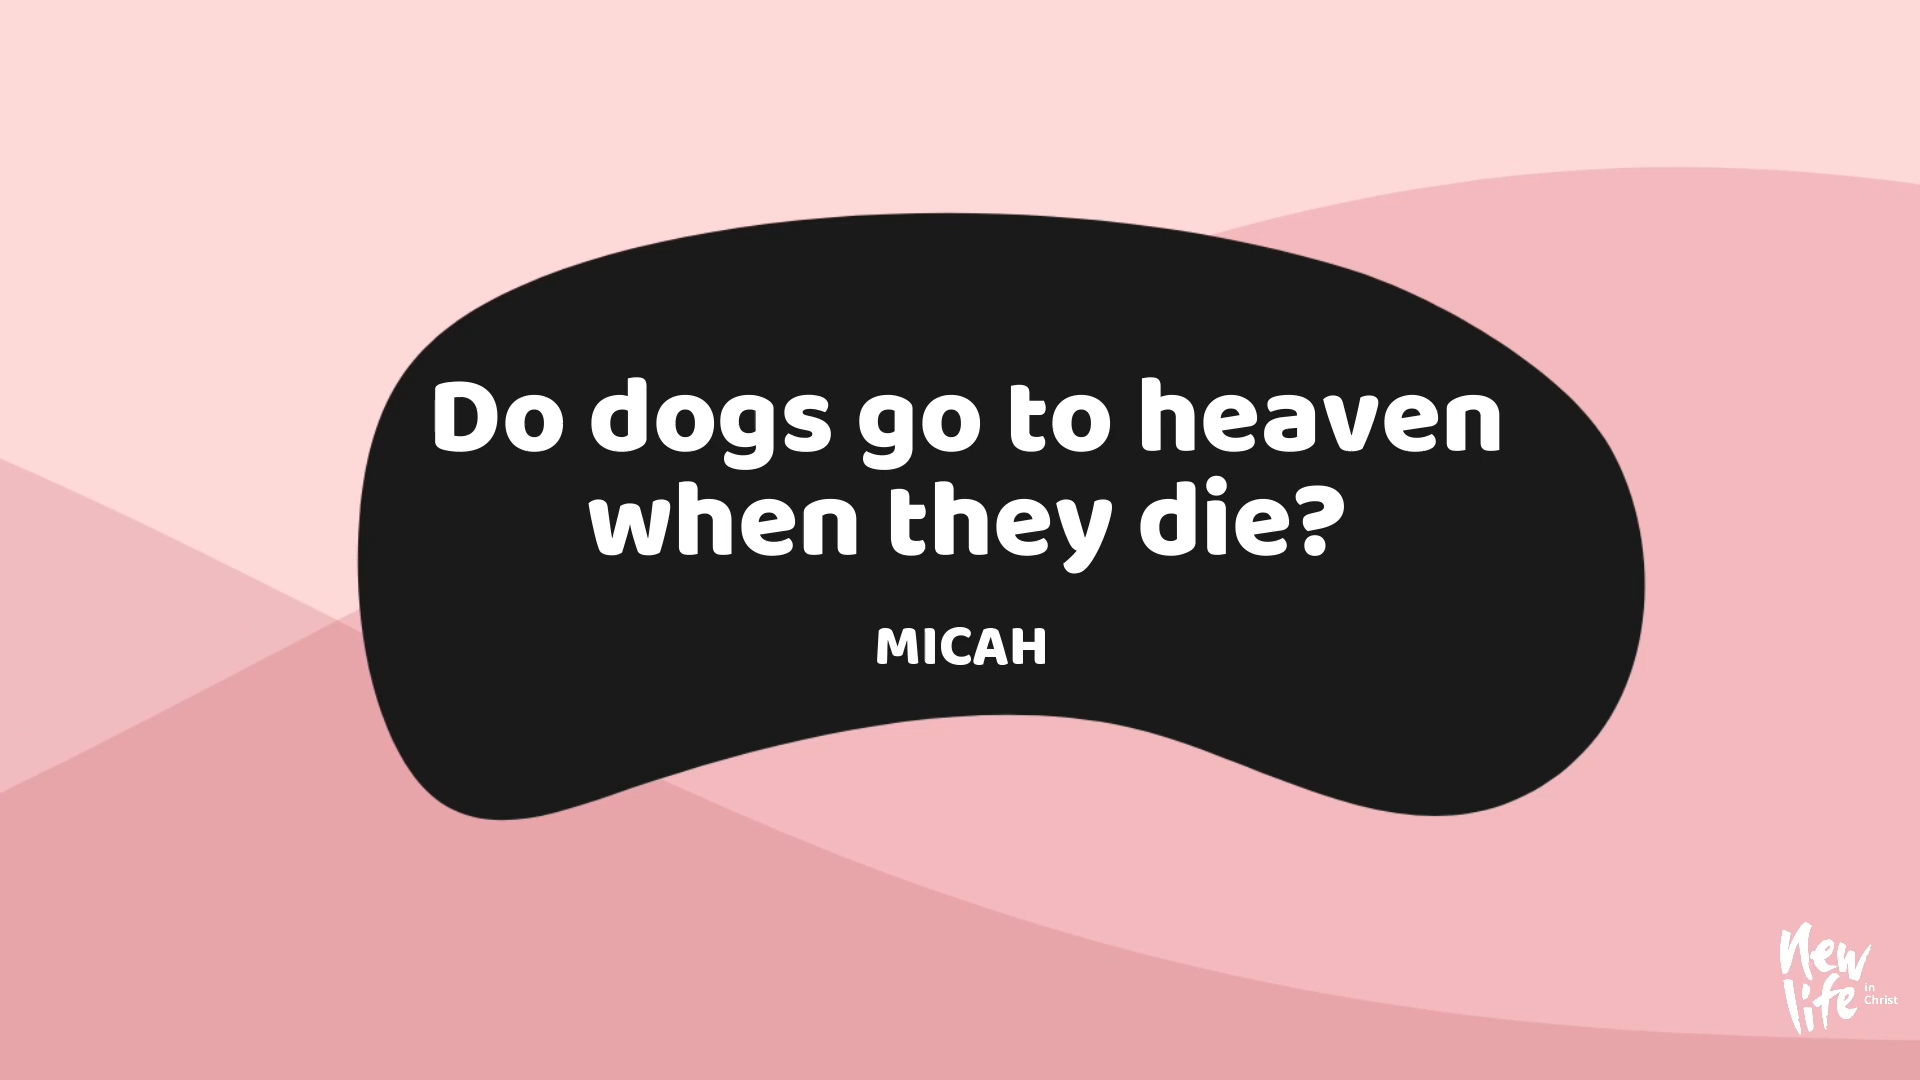 Do dogs go to heaven
when they die?
MICAH
New
life in
Christ